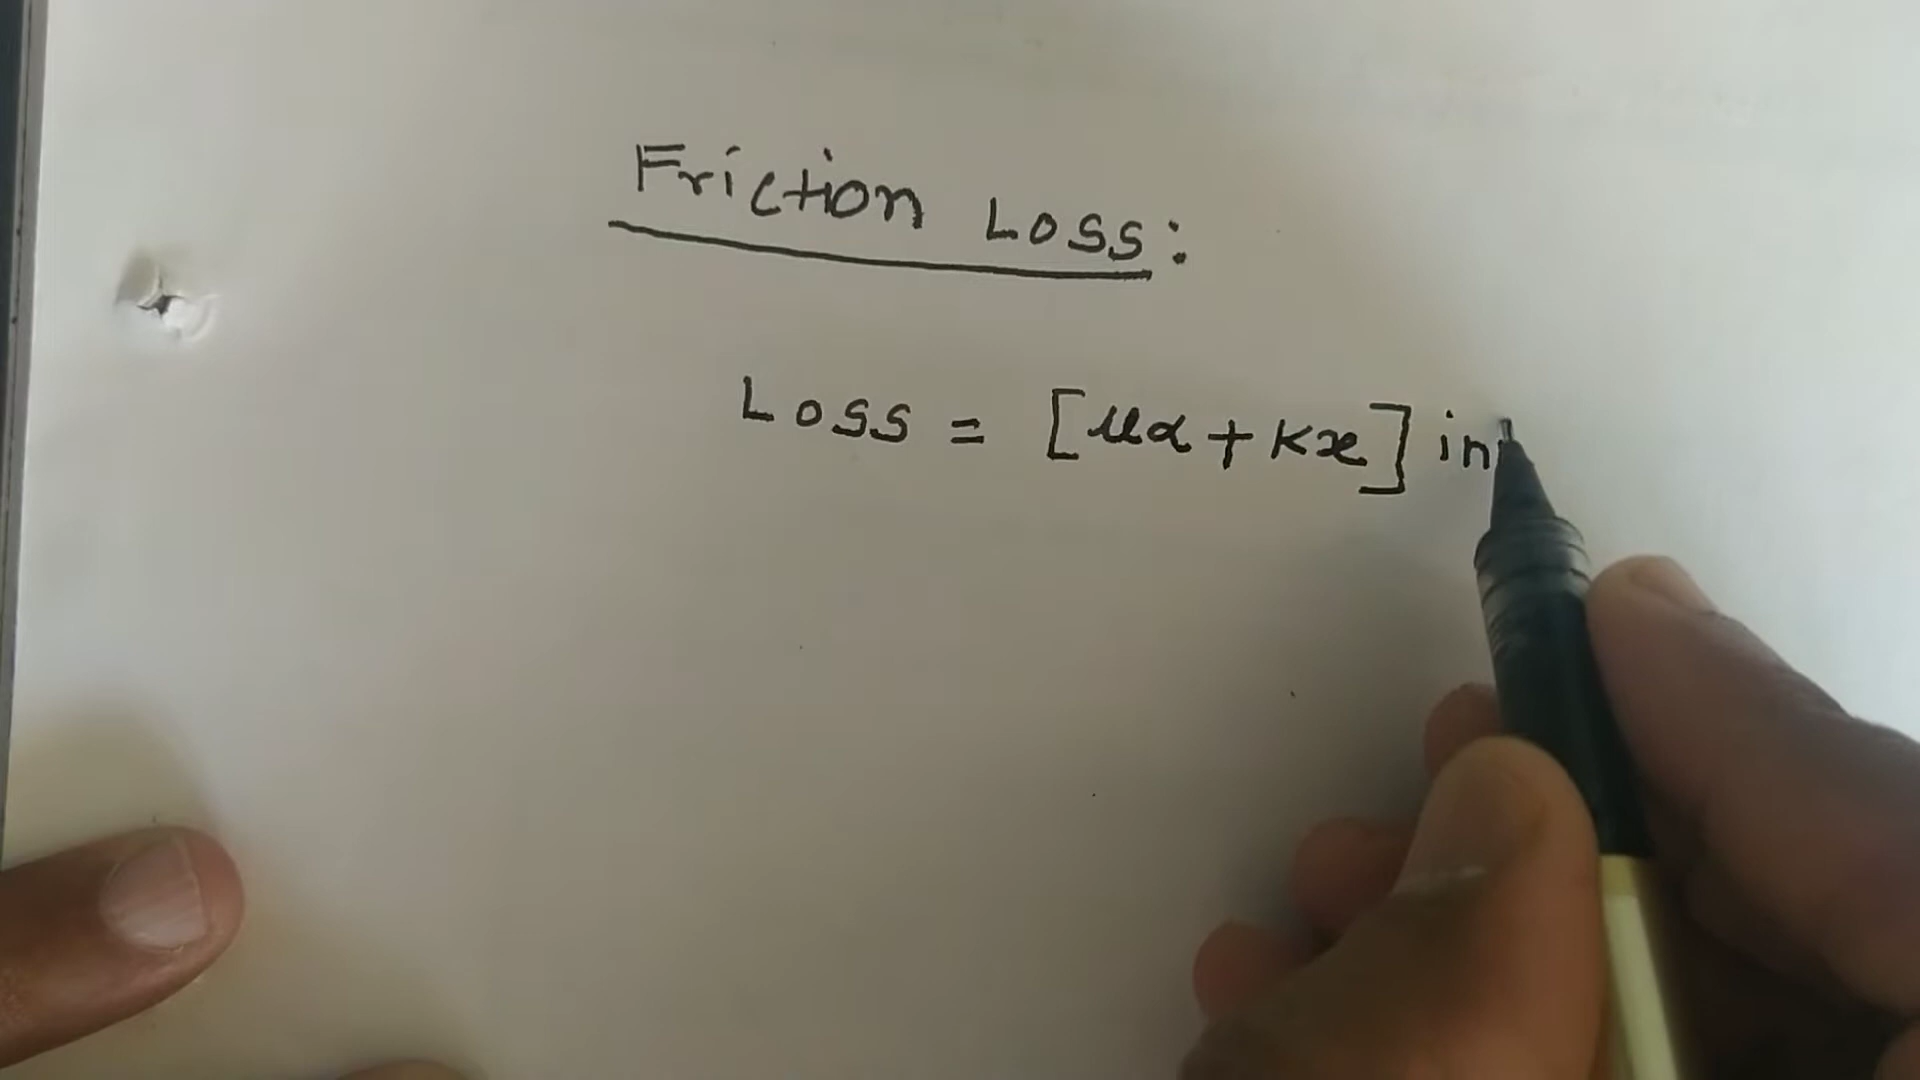 Friction Loss:
Loss = [μα + kx] in